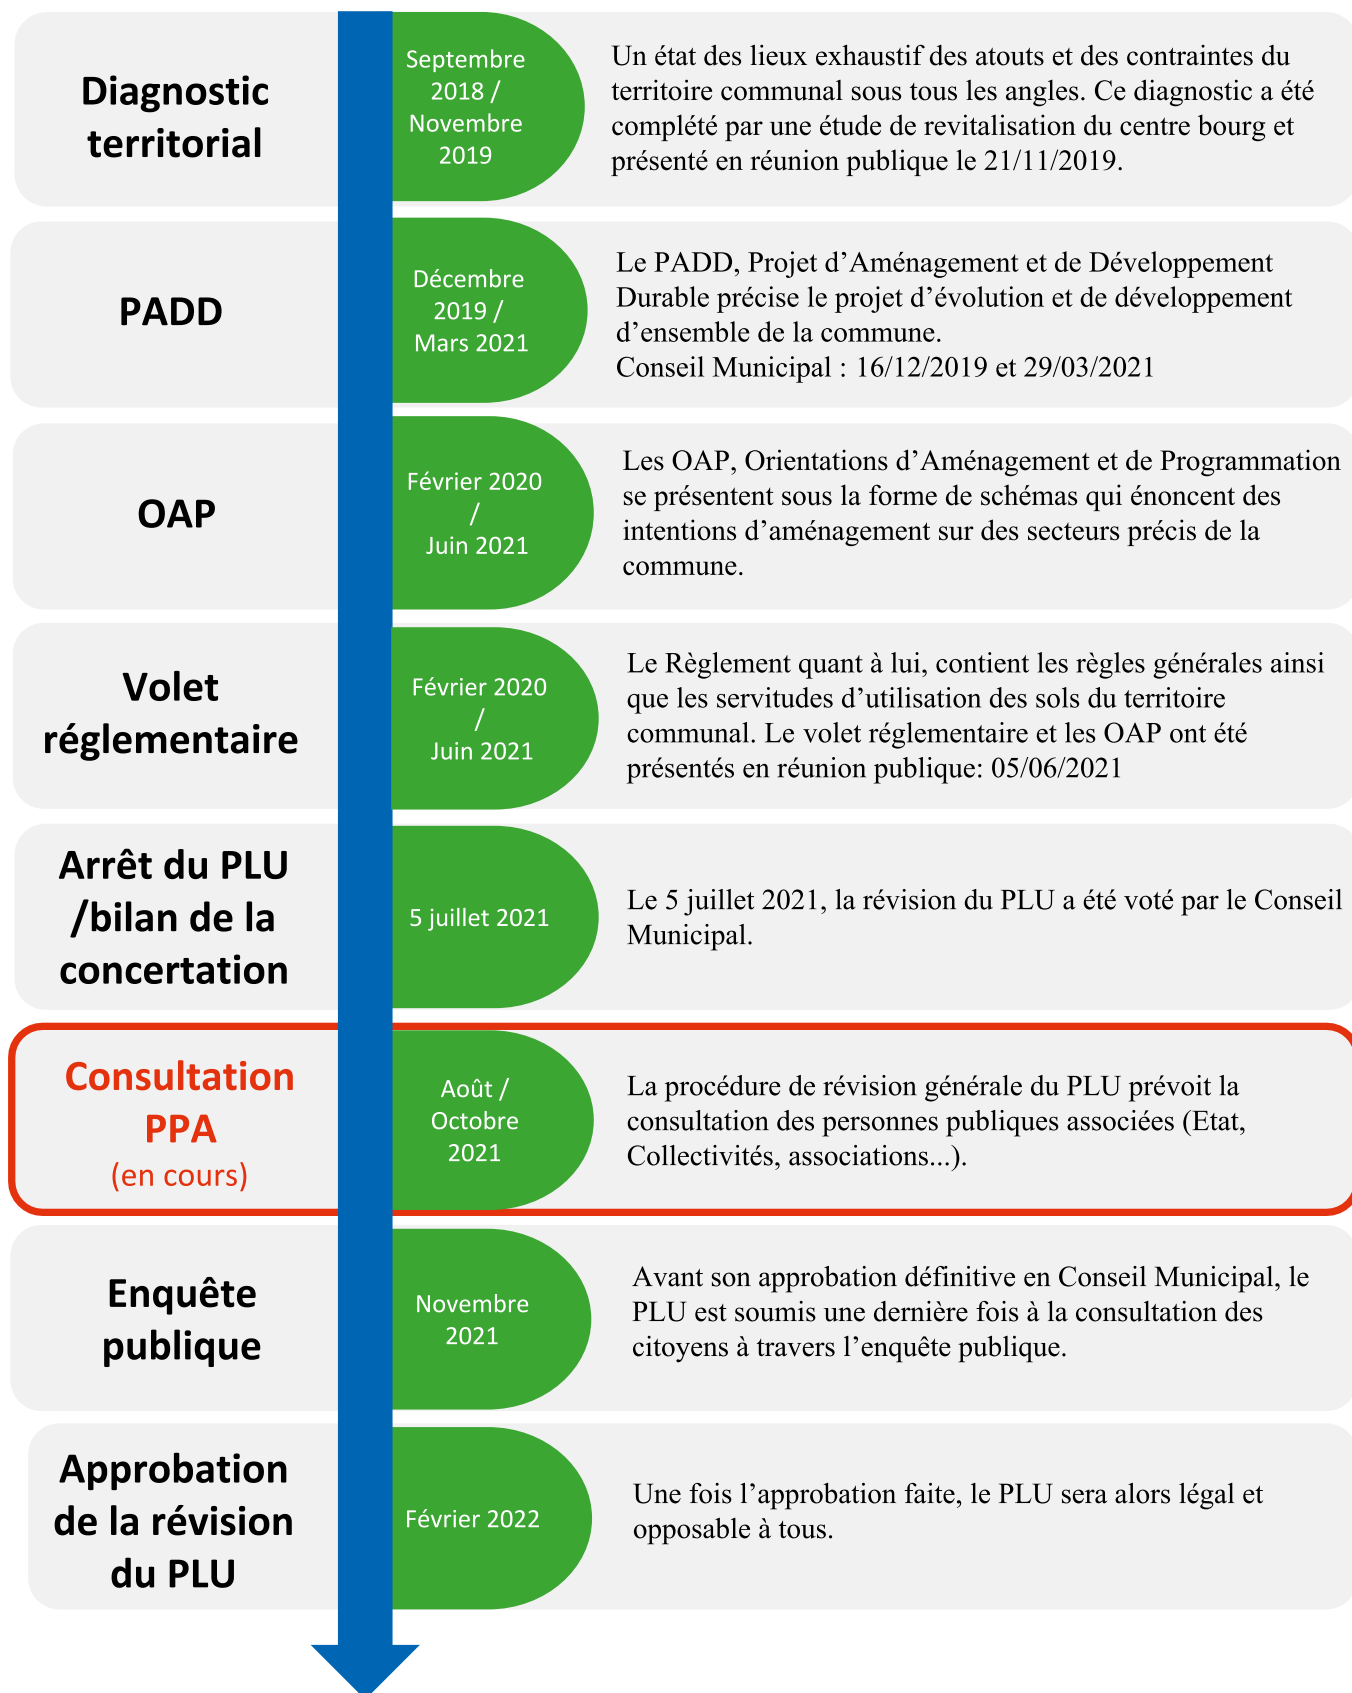 Diagnostic
territorial
Septembre
2018 /
Novembre
2019
Un état des lieux exhaustif des atouts et des contraintes du
territoire communal sous tous les angles. Ce diagnostic a été
complété par une étude de revitalisation du centre bourg et
présenté en réunion publique le 21/11/2019.
PADD
Décembre
2019 /
Mars 2021
Le PADD, Projet d’Aménagement et de Développement
Durable précise le projet d’évolution et de développement
d’ensemble de la commune.
Conseil Municipal : 16/12/2019 et 29/03/2021
OAP
Février 2020
/
Juin 2021
Les OAP, Orientations d’Aménagement et de Programmation
se présentent sous la forme de schémas qui énoncent des
intentions d’aménagement sur des secteurs précis de la
commune.
Volet
réglementaire
Février 2020
/
Juin 2021
Le Règlement quant à lui, contient les règles générales ainsi
que les servitudes d’utilisation des sols du territoire
communal. Le volet réglementaire et les OAP ont été
présentés en réunion publique: 05/06/2021
Arrêt du PLU
/bilan de la
concertation
5 juillet 2021
Le 5 juillet 2021, la révision du PLU a été voté par le Conseil
Municipal.
Consultation
PPA
(en cours)
Août /
Octobre
2021
La procédure de révision générale du PLU prévoit la
consultation des personnes publiques associées (Etat,
Collectivités, associations...).
Enquête
publique
Novembre
2021
Avant son approbation définitive en Conseil Municipal, le
PLU est soumis une dernière fois à la consultation des
citoyens à travers l’enquête publique.
Approbation
de la révision
du PLU
Février 2022
Une fois l’approbation faite, le PLU sera alors légal et
opposable à tous.